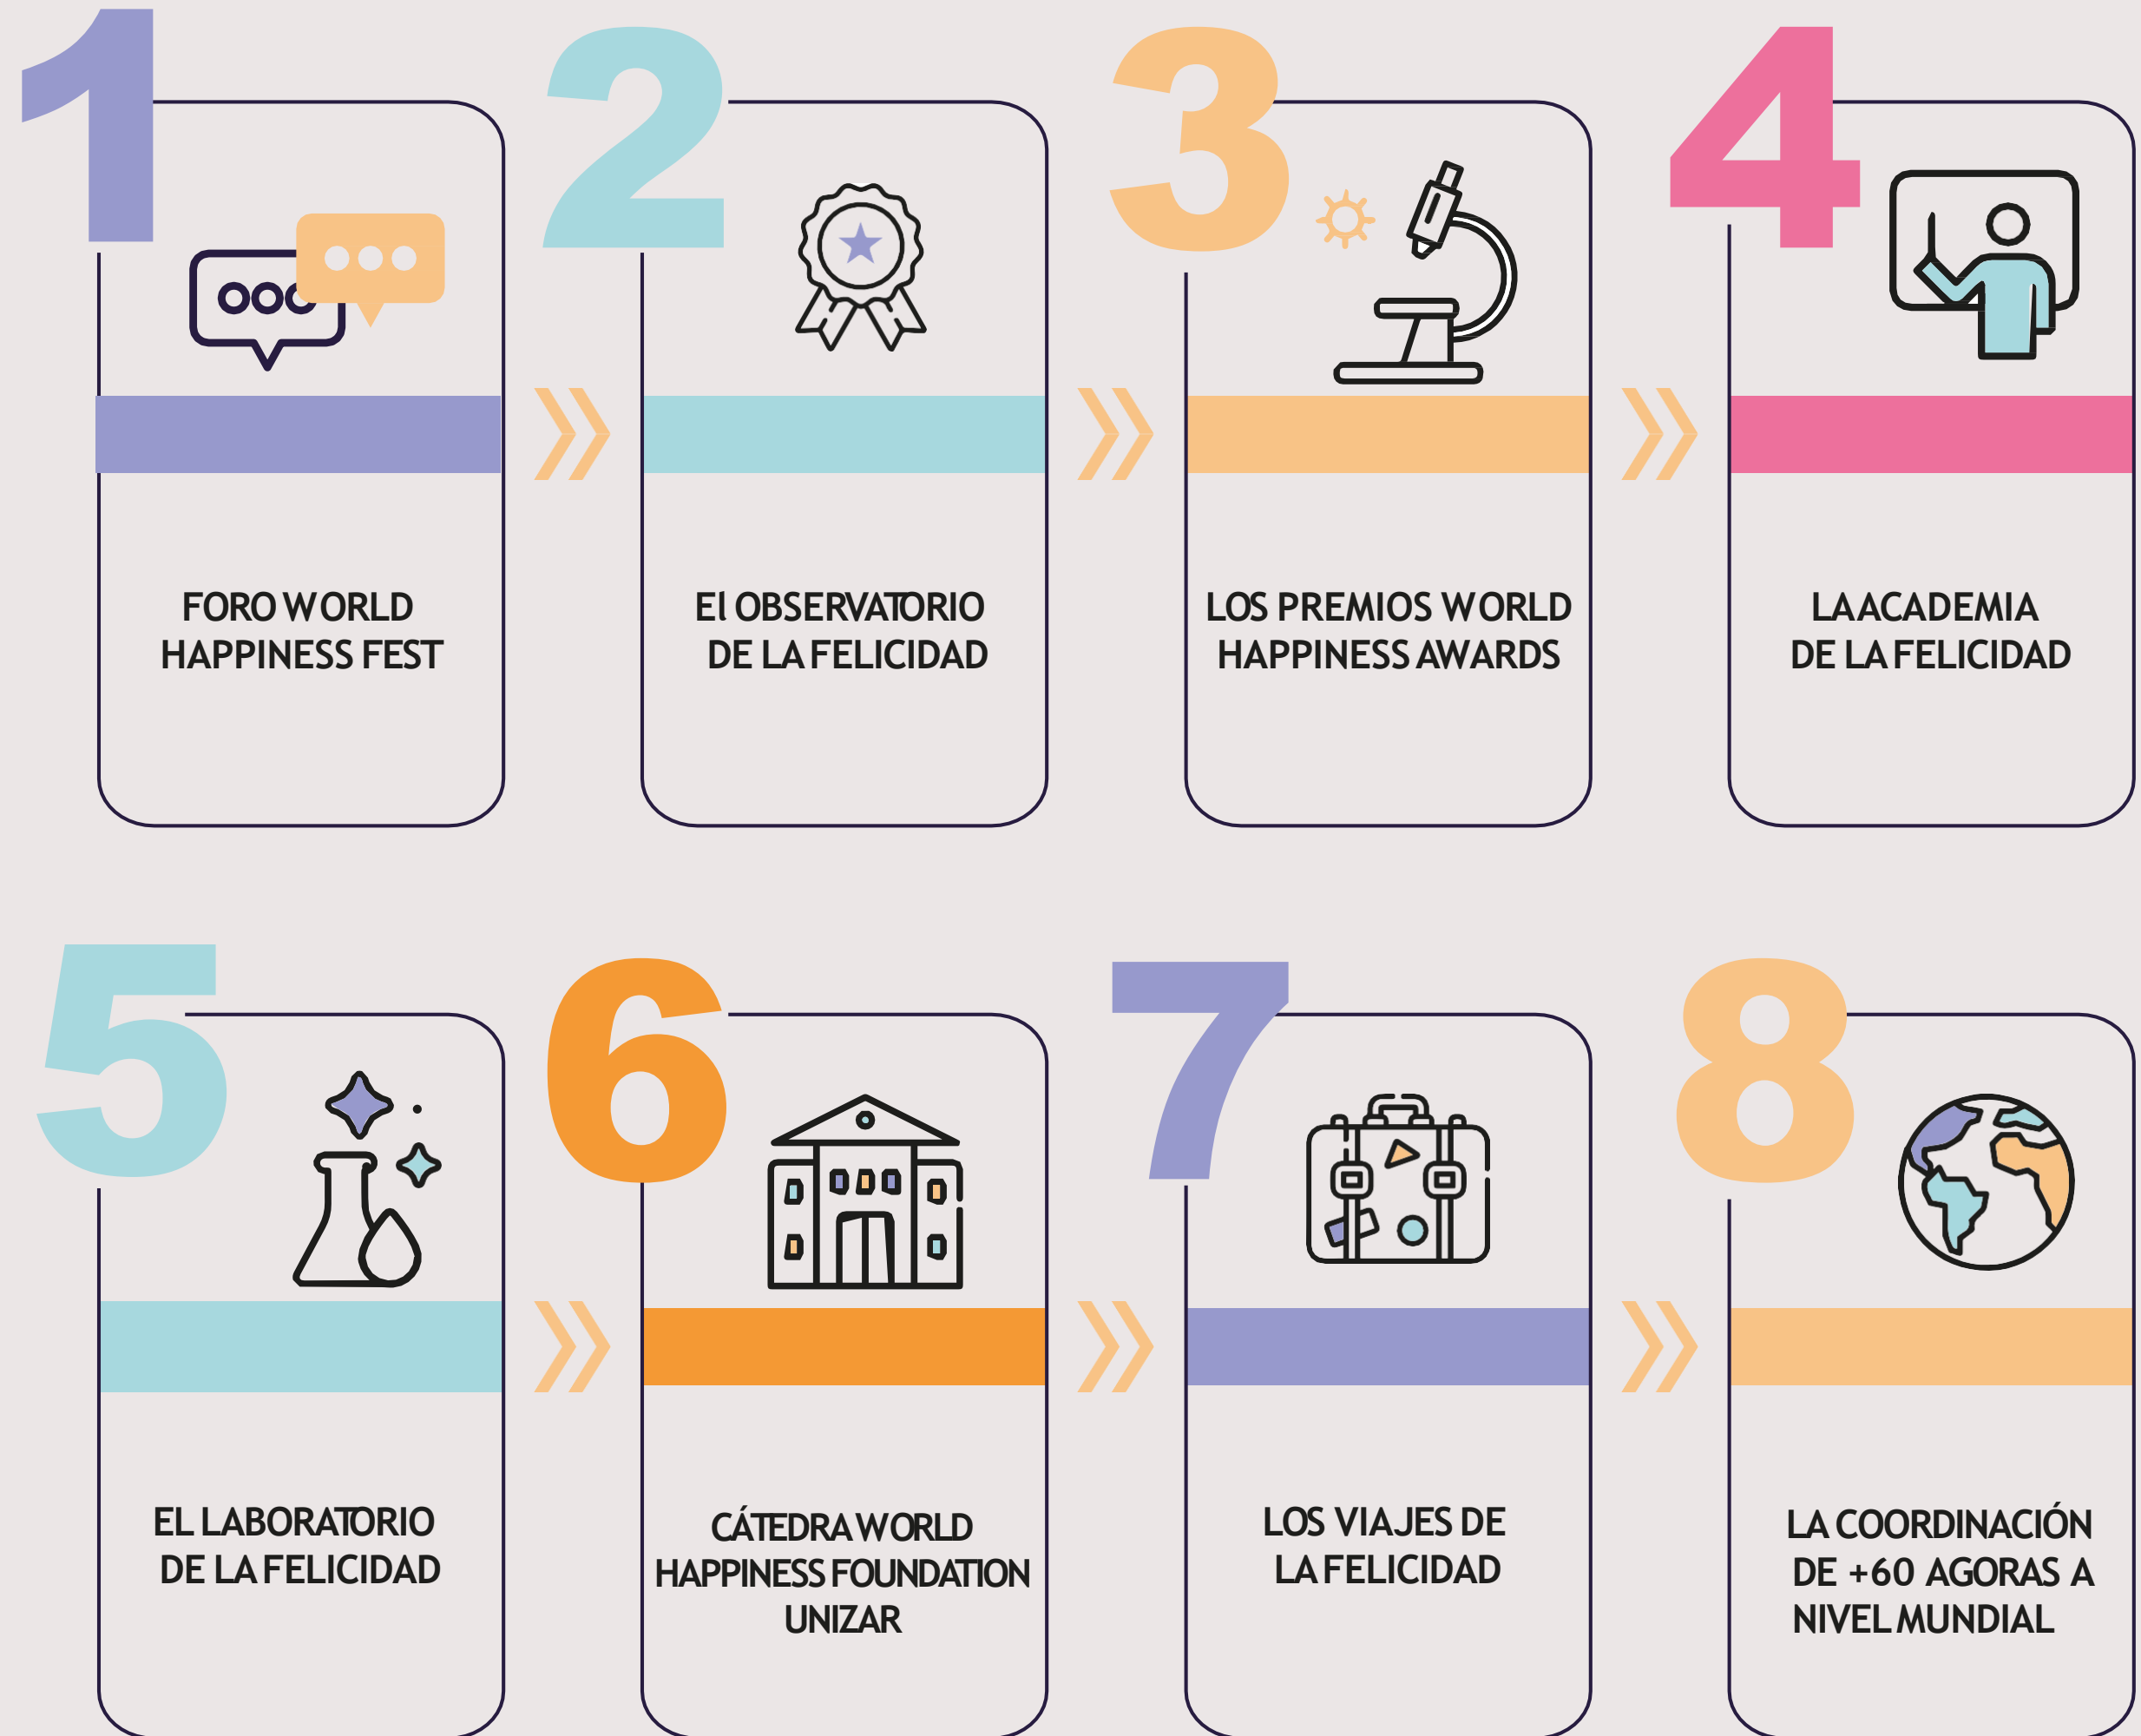 1
FORO WORLD
HAPPINESS FEST
2
El OBSERVATORIO
DE LA FELICIDAD
3
LOS PREMIOS WORLD
HAPPINESS AWARDS
4
LA ACADEMIA
DE LA FELICIDAD
5
EL LABORATORIO
DE LA FELICIDAD
6
CÁTEDRA WORLD
HAPPINESS FOUNDATION
UNIZAR
7
LOS VIAJES DE
LA FELICIDAD
8
LA COORDINACIÓN
DE +60 AGORAS A
NIVEL MUNDIAL